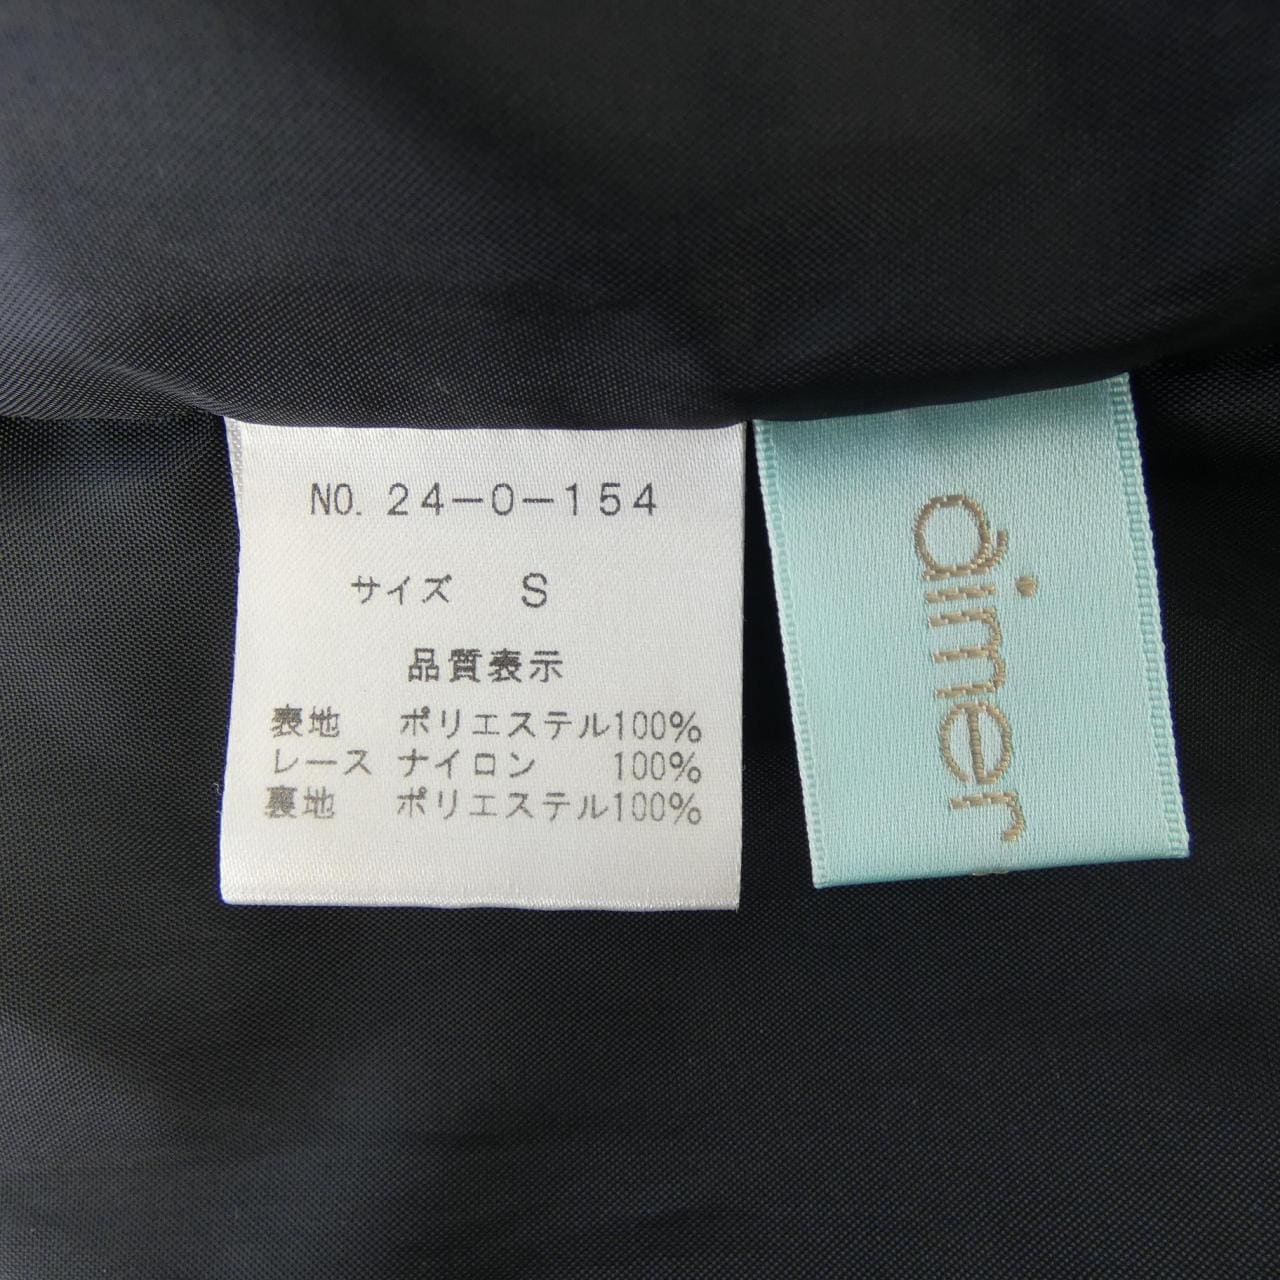 NO. 24-0-154
サイズ S
品質表示
表地 ポリエステル100%
レース ナイロン 100%
裏地 ポリエステル100%
aimer